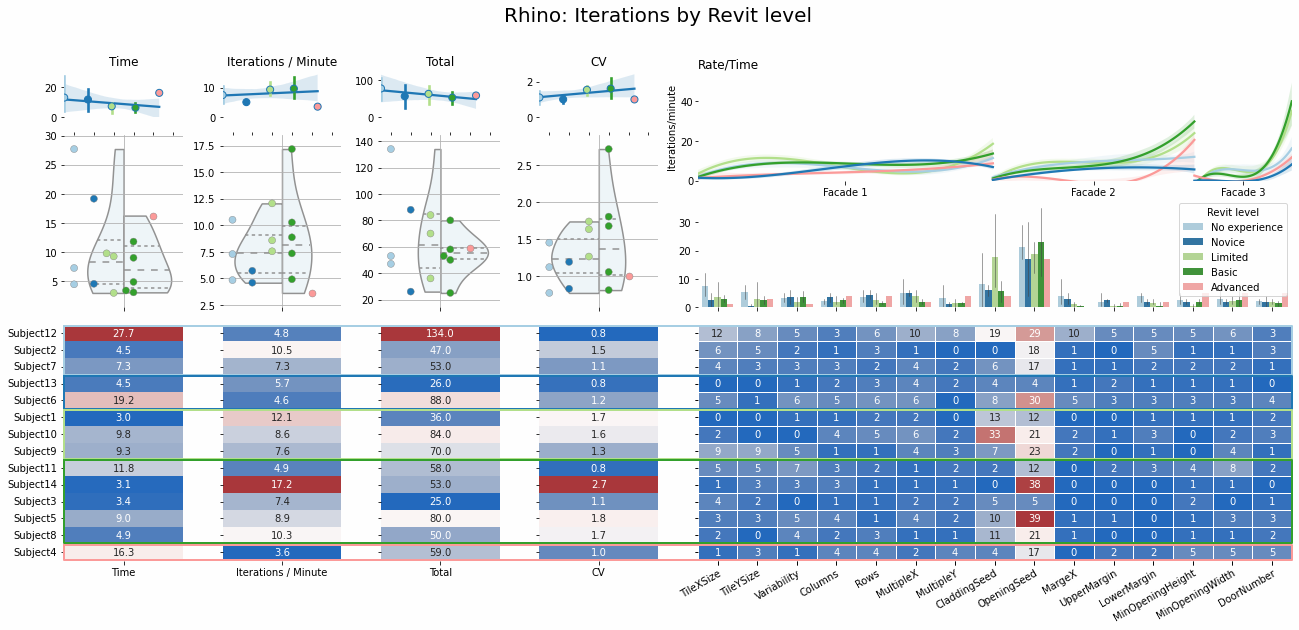 Rhino: Iterations by Revit level
Time
Iterations / Minute
Total
CV
Rate/Time
20
0
10
0
100
0
2
0
Iterations/minute
40
20
0
Facade 1
Facade 2
Facade 3
30
25
20
15
10
5
17.5
15.0
12.5
10.0
7.5
5.0
2.5
140
120
100
80
60
40
20
2.5
2.0
1.5
1.0
30
20
10
0
Revit level
No experience
Novice
Limited
Basic
Advanced
Subject12 27.7 4.8 134.0 0.8 12 8 5 3 6 10 8 19 29 10 5 5 5 6 3
Subject2 4.5 10.5 47.0 1.5 6 5 2 1 3 1 0 0 18 1 0 5 1 1 3
Subject7 7.3 7.3 53.0 1.1 4 3 3 3 2 4 2 6 17 1 1 2 2 2 1
Subject13 4.5 5.7 26.0 0.8 0 0 1 2 3 4 2 4 4 1 2 1 1 1 0
Subject6 19.2 4.6 88.0 1.2 5 1 6 5 6 6 0 8 30 5 3 3 3 3 4
Subject1 3.0 12.1 36.0 1.7 0 0 1 1 2 2 0 13 12 0 0 1 1 1 2
Subject10 9.8 8.6 84.0 1.6 2 0 0 4 5 6 2 33 21 2 1 3 0 2 3
Subject9 9.3 7.6 70.0 1.3 9 9 5 1 1 4 3 7 23 2 1 1 0 4 1
Subject11 11.8 4.9 58.0 0.8 5 5 7 3 2 1 2 2 12 0 2 3 4 8 2
Subject14 3.1 17.2 53.0 2.7 1 3 3 3 1 1 1 0 38 0 0 1 1 1 0
Subject3 3.4 7.4 25.0 1.1 4 2 0 1 1 2 2 5 5 0 0 0 2 0 1
Subject5 9.0 8.9 80.0 1.8 3 3 5 4 1 4 2 10 39 1 1 0 1 3 3
Subject8 4.9 10.3 50.0 1.7 2 0 4 2 3 1 1 11 21 1 0 0 1 1 2
Subject4 16.3 3.6 59.0 1.0 1 3 1 4 2 4 4 4 17 0 2 2 5 5 5
Time
Iterations / Minute
Total
CV
TileXSize
TileYSize
Variability
Columns
Rows
MultipleX
MultipleY
CladdingSeed
OpeningSeed
MargeX
UpperMargin
LowerMargin
MinOpeningHeight
MinOpeningWidth
DoorNumber